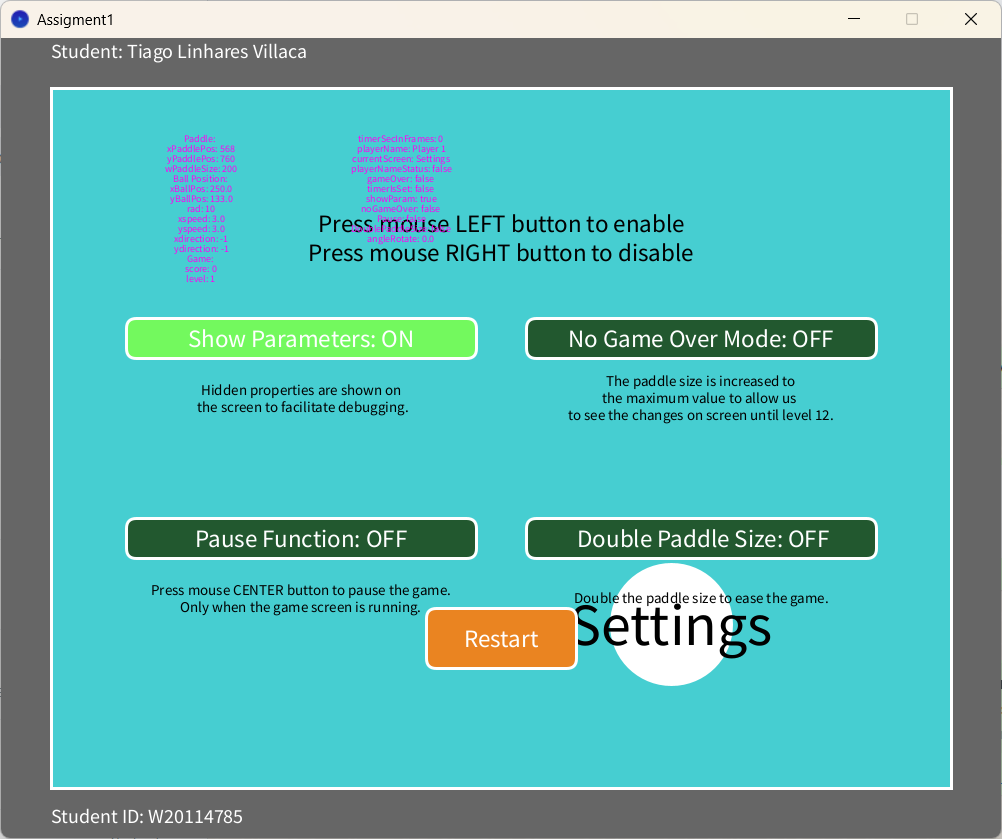 Assigment1
Student: Tiago Linhares Villaca
Paddle:
xPaddlePos: 568
yPaddlePos: 760
wPaddleSize: 200
Ball Position:
xBallPos: 250.0
yBallPos: 133.0
rad: 10
xspeed: 3.0
yspeed: 3.0
xdirection: -1
ydirection: -1
Game:
score: 0
level: 1
timerSecInFrames: 0
playerName: Player 1
currentScreen: Settings
playerNameStatus: false
gameOver: false
timerIsSet: false
showParam: true
noGameOver: false
Pause: false
angleRotate: 0.0
Press mouse LEFT button to enable
Press mouse RIGHT button to disable
Show Parameters: ON
Hidden properties are shown on
the screen to facilitate debugging.
No Game Over Mode: OFF
The paddle size is increased to
the maximum value to allow us
to see the changes on screen until level 12.
Pause Function: OFF
Press mouse CENTER button to pause the game.
Only when the game screen is running.
Double Paddle Size: OFF
Double the paddle size to ease the game.
Settings
Restart
Student ID: W20114785